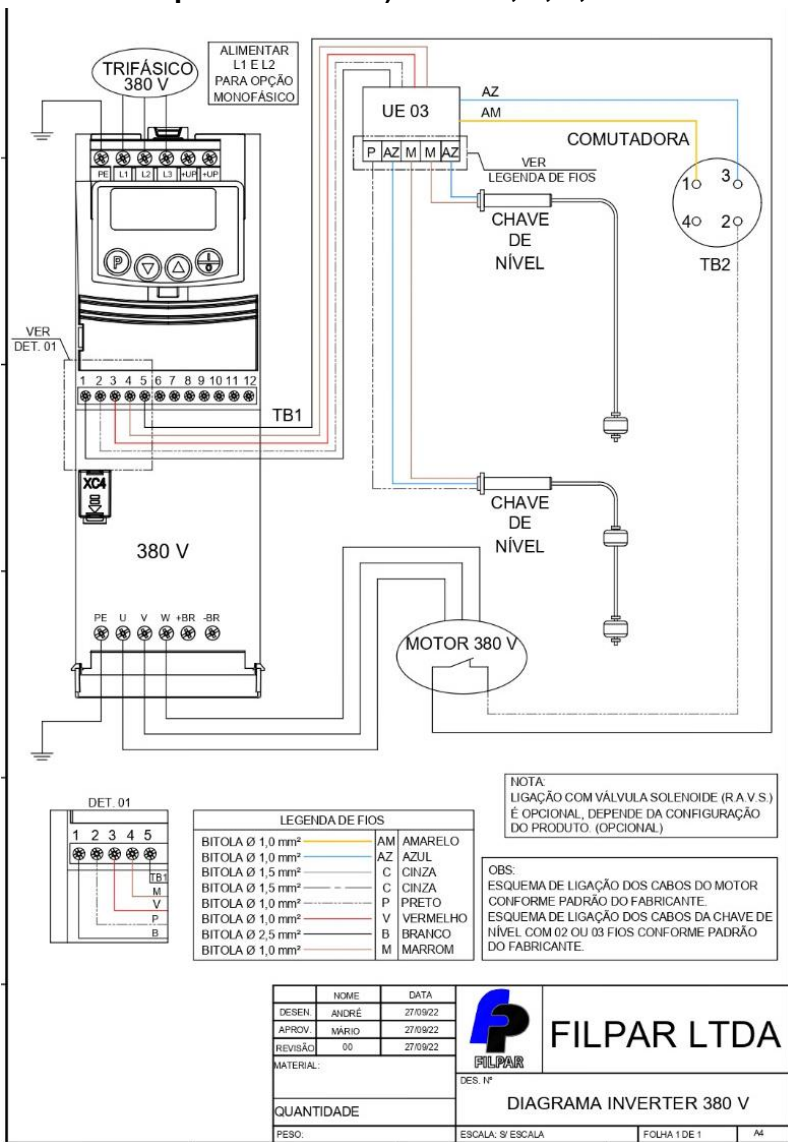 TRIFÁSICO
380 V
ALIMENTAR
L1 E L2
PARA OPÇÃO
MONOFÁSICO
PE L1 L2 L3 +UP +UP
P
I
O
UE 03
P AZ M M AZ
VER
LEGENDA DE FIOS
AZ
AM
COMUTADORA
1 3
4 2
TB2
CHAVE
DE
NÍVEL
VER
DET. 01
1 2 3 4 5 6 7 8 9 10 11 12
TB1
XC4
CHAVE
DE
NÍVEL
380 V
PE U V W +BR -BR
MOTOR 380 V
DET. 01
1 2 3 4 5
TB1
M
V
P
B
LEGENDA DE FIOS
BITOLA Ø 1,0 mm² AM AMARELO
BITOLA Ø 1,0 mm² AZ AZUL
BITOLA Ø 1,5 mm² C CINZA
BITOLA Ø 1,5 mm² C CINZA
BITOLA Ø 1,0 mm² P PRETO
BITOLA Ø 1,0 mm² V VERMELHO
BITOLA Ø 2,5 mm² B BRANCO
BITOLA Ø 1,0 mm² M MARROM
NOTA:
LIGAÇÃO COM VÁLVULA SOLENOIDE (R.A.V.S.)
É OPCIONAL, DEPENDE DA CONFIGURAÇÃO
DO PRODUTO. (OPCIONAL)
OBS:
ESQUEMA DE LIGAÇÃO DOS CABOS DO MOTOR
CONFORME PADRÃO DO FABRICANTE.
ESQUEMA DE LIGAÇÃO DOS CABOS DA CHAVE DE
NÍVEL COM 02 OU 03 FIOS CONFORME PADRÃO
DO FABRICANTE.
NOME DATA
DESEN. ANDRÉ 27/09/22
APROV. MÁRIO 27/09/22
REVISÃO 00 27/09/22
MATERIAL:
QUANTIDADE
PESO:
FILPAR
FILPAR LTDA
DES. Nº
DIAGRAMA INVERTER 380 V
ESCALA: S/ ESCALA
FOLHA 1 DE 1
A4